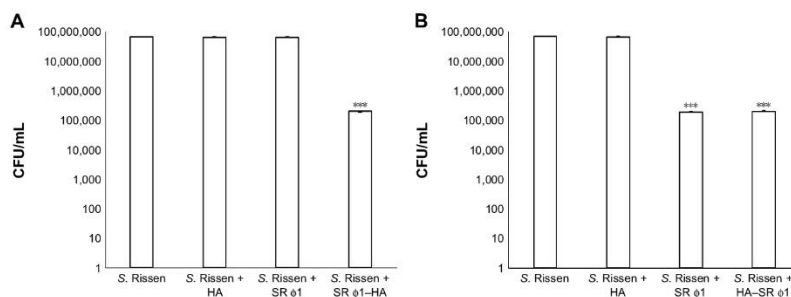 A
B
CFU/mL
100,000,000
10,000,000
1,000,000
100,000
10,000
1,000
100
10
1
***
S. Rissen
S. Rissen +
HA
S. Rissen +
SR ϕ1
S. Rissen +
SR ϕ1–HA
CFU/mL
100,000,000
10,000,000
1,000,000
100,000
10,000
1,000
100
10
1
***
***
S. Rissen
S. Rissen +
HA
S. Rissen +
SR ϕ1
S. Rissen +
HA–SR ϕ1